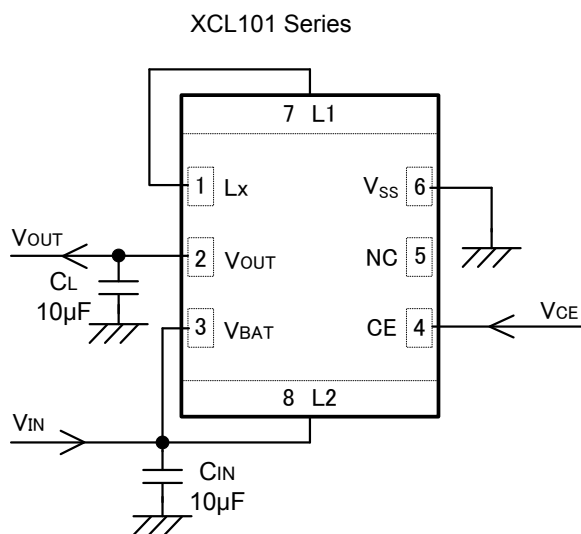 XCL101 Series
7 L1
1 Lx
VSS 6
VOUT
2 VOUT
NC 5
CL
10μF
3 VBAT
CE 4
VCE
8 L2
VIN
CIN
10μF